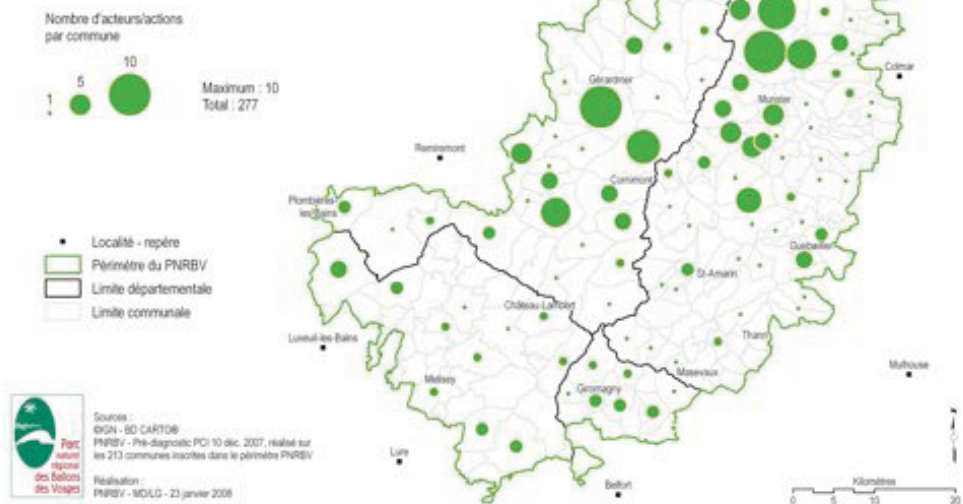 Nombre d'acteurs/actions
par commune
10
5
1
Maximum : 10
Total : 277
Colmar
Gérardmer
Munster
Remiremont
Cornimont
Plombières-
les-Bains
Guebwiller
Localité - repère
Périmètre du PNRBV
Limite départementale
Limite communale
St-Amarin
Château-Lambert
Luxeuil-les-Bains
Thann
Mulhouse
Masevaux
Melisey
Giromagny
Parc
naturel
régional
des Ballons
des Vosges
Sources :
©IGN - BD CARTO®
PNRBV - Pré-diagnostic PCI 10 déc. 2007, réalisé sur
les 213 communes inscrites dans le périmètre PNRBV
Réalisation :
PNRBV - MD/LG - 23 janvier 2008
Lure
Belfort
Kilomètres
0 5 10 20